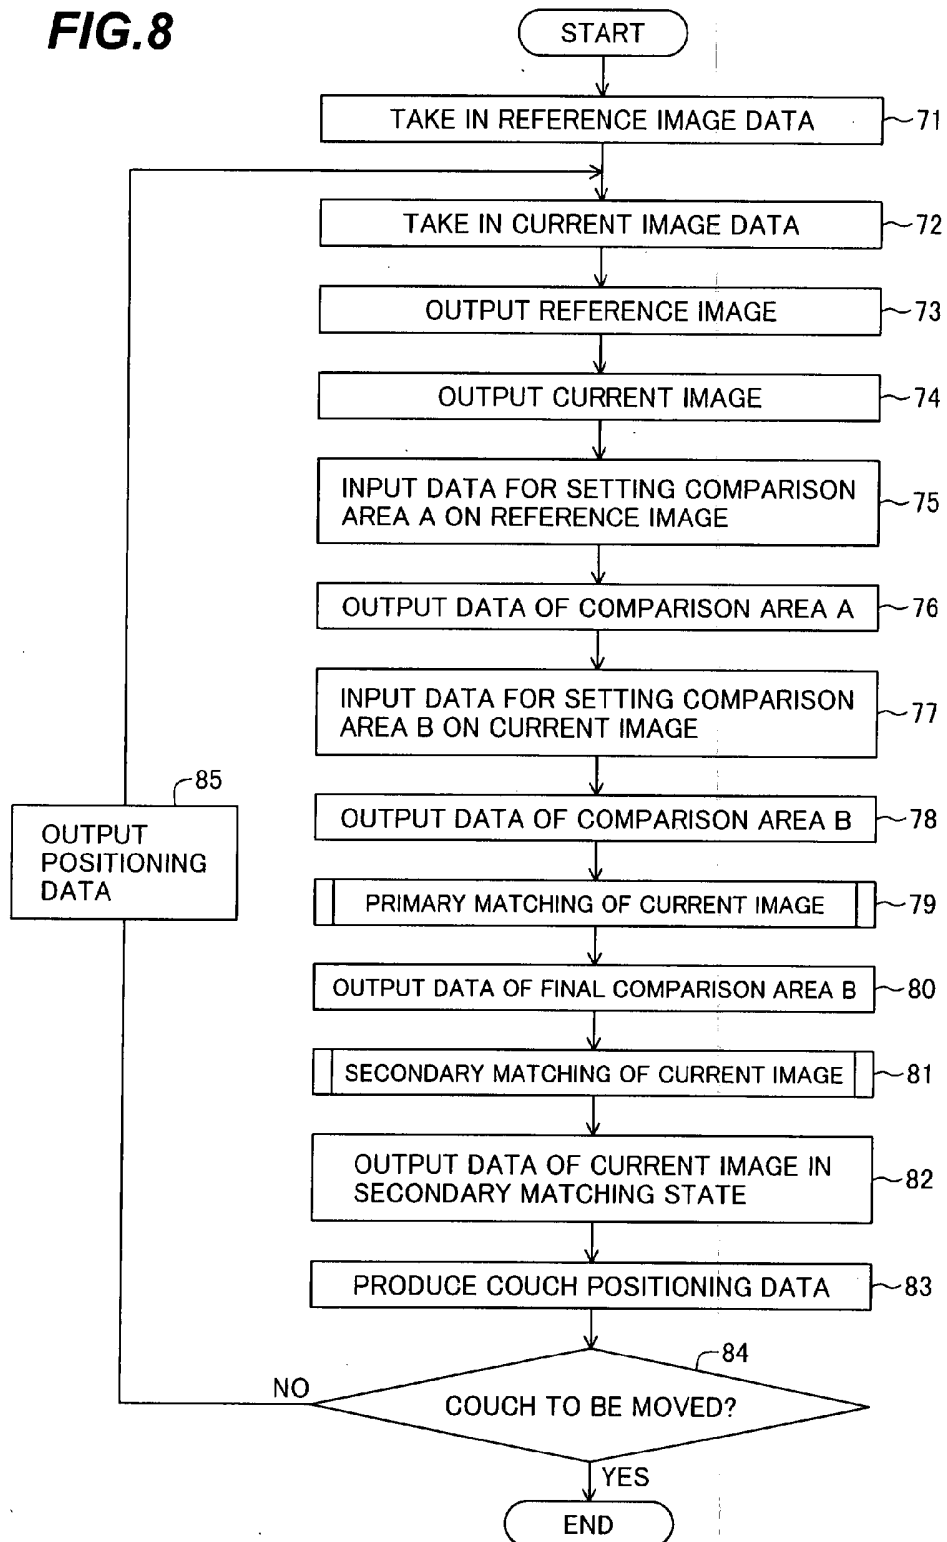 FIG.8
START
TAKE IN REFERENCE IMAGE DATA
71
TAKE IN CURRENT IMAGE DATA
72
OUTPUT REFERENCE IMAGE
73
OUTPUT CURRENT IMAGE
74
INPUT DATA FOR SETTING COMPARISON
AREA A ON REFERENCE IMAGE
75
OUTPUT DATA OF COMPARISON AREA A
76
INPUT DATA FOR SETTING COMPARISON
AREA B ON CURRENT IMAGE
77
85
OUTPUT
POSITIONING
DATA
OUTPUT DATA OF COMPARISON AREA B
78
PRIMARY MATCHING OF CURRENT IMAGE
79
OUTPUT DATA OF FINAL COMPARISON AREA B
80
SECONDARY MATCHING OF CURRENT IMAGE
81
OUTPUT DATA OF CURRENT IMAGE IN
SECONDARY MATCHING STATE
82
PRODUCE COUCH POSITIONING DATA
83
84
NO
COUCH TO BE MOVED?
YES
END